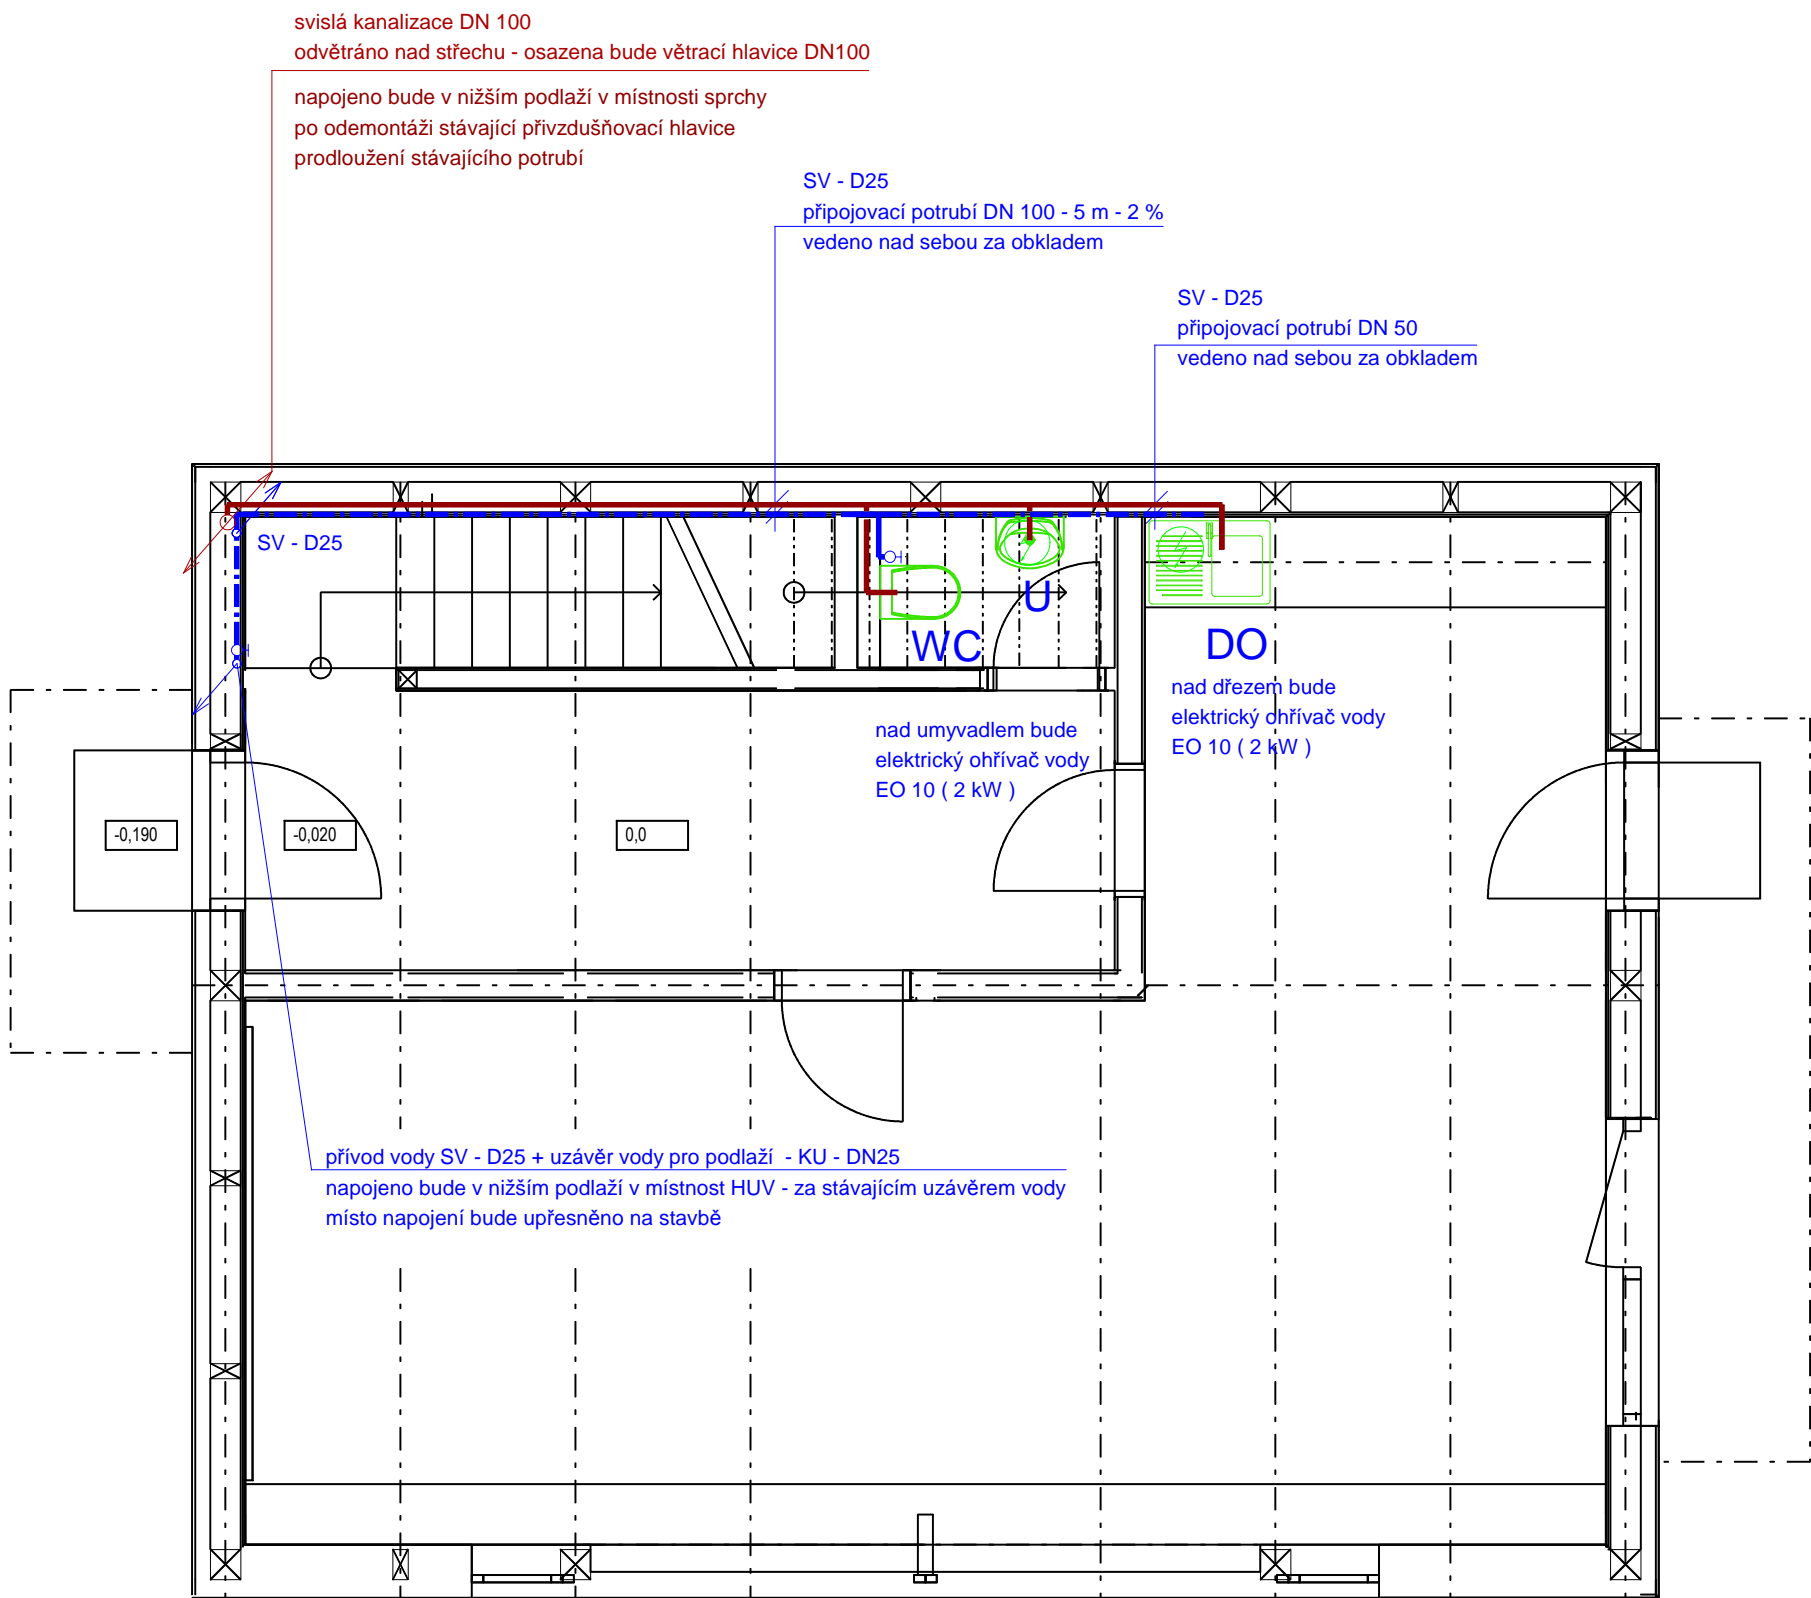 svislá kanalizace DN 100
odvětráno nad střechu - osazena bude větrací hlavice DN100
napojeno bude v nižším podlaží v místnosti sprchy
po odemontáži stávající přivzdušňovací hlavice
prodloužení stávajícího potrubí
SV - D25
připojovací potrubí DN 100 - 5 m - 2 %
vedeno nad sebou za obkladem
SV - D25
připojovací potrubí DN 50
vedeno nad sebou za obkladem
SV - D25
U
WC
DO
nad dřezem bude
elektrický ohřívač vody
EO 10 ( 2 kW )
nad umyvadlem bude
elektrický ohřívač vody
EO 10 ( 2 kW )
-0,190
-0,020
0,0
přívod vody SV - D25 + uzávěr vody pro podlaží - KU - DN25
napojeno bude v nižším podlaží v místnost HUV - za stávajícím uzávěrem vody
místo napojení bude upřesněno na stavbě